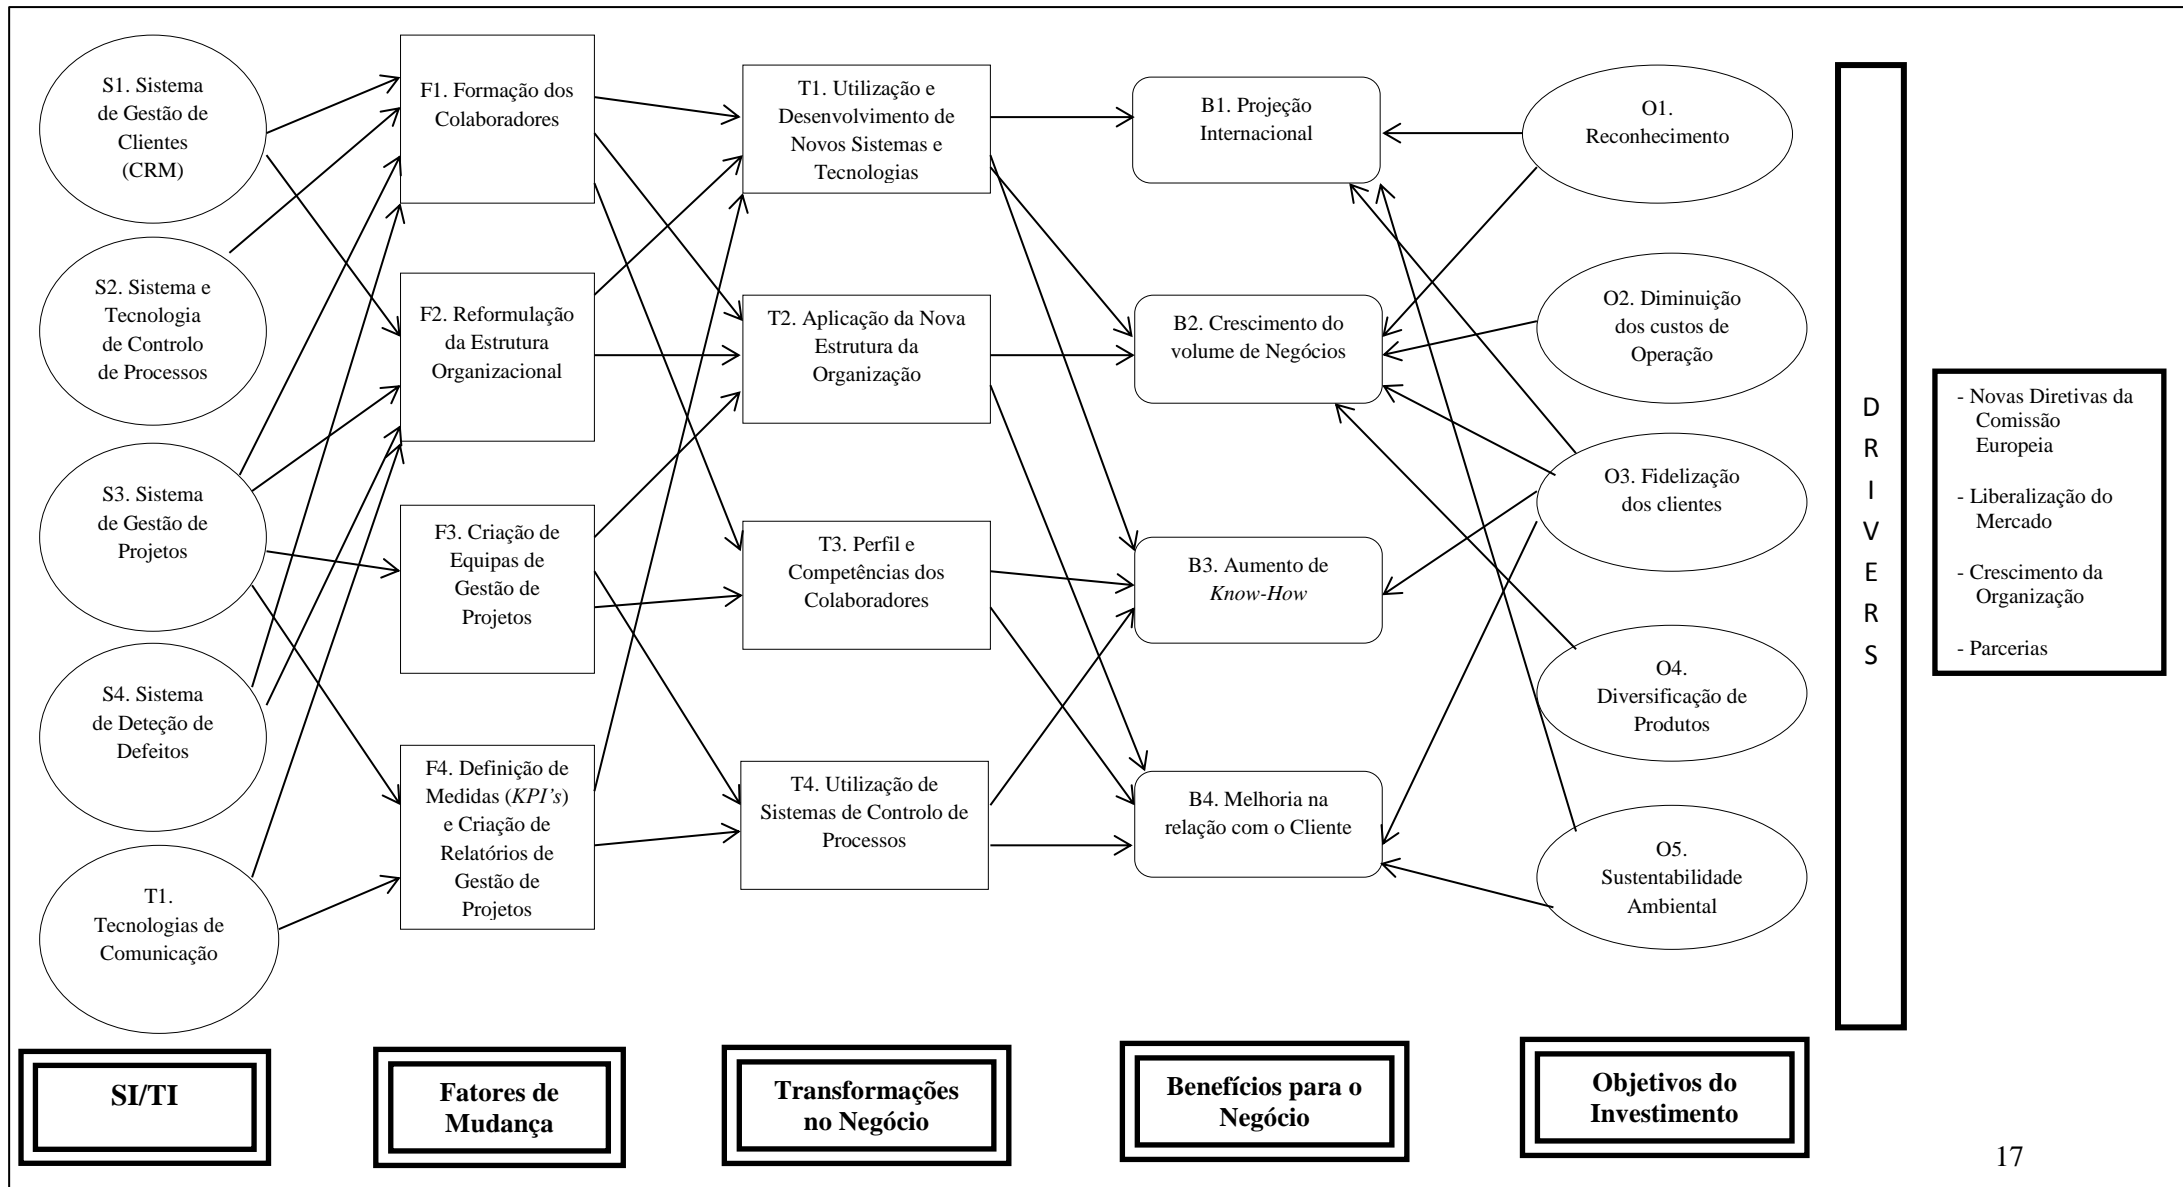 S1. Sistema
de Gestão de
Clientes
(CRM)
S2. Sistema e
Tecnologia
de Controlo
de Processos
S3. Sistema
de Gestão de
Projetos
S4. Sistema
de Deteção de
Defeitos
T1.
Tecnologias de
Comunicação
F1. Formação dos
Colaboradores
F2. Reformulação
da Estrutura
Organizacional
F3. Criação de
Equipas de
Gestão de
Projetos
F4. Definição de
Medidas (KPI’s)
e Criação de
Relatórios de
Gestão de
Projetos
T1. Utilização e
Desenvolvimento de
Novos Sistemas e
Tecnologias
T2. Aplicação da Nova
Estrutura da
Organização
T3. Perfil e
Competências dos
Colaboradores
T4. Utilização de
Sistemas de Controlo de
Processos
B1. Projeção
Internacional
B2. Crescimento do
volume de Negócios
B3. Aumento de
Know-How
B4. Melhoria na
relação com o Cliente
O1.
Reconhecimento
O2. Diminuição
dos custos de
Operação
O3. Fidelização
dos clientes
O4.
Diversificação de
Produtos
O5.
Sustentabilidade
Ambiental
D
R
I
V
E
R
S
- Novas Diretivas da
Comissão
Europeia
- Liberalização do
Mercado
- Crescimento da
Organização
- Parcerias
SI/TI
Fatores de
Mudança
Transformações
no Negócio
Benefícios para o
Negócio
Objetivos do
Investimento
17